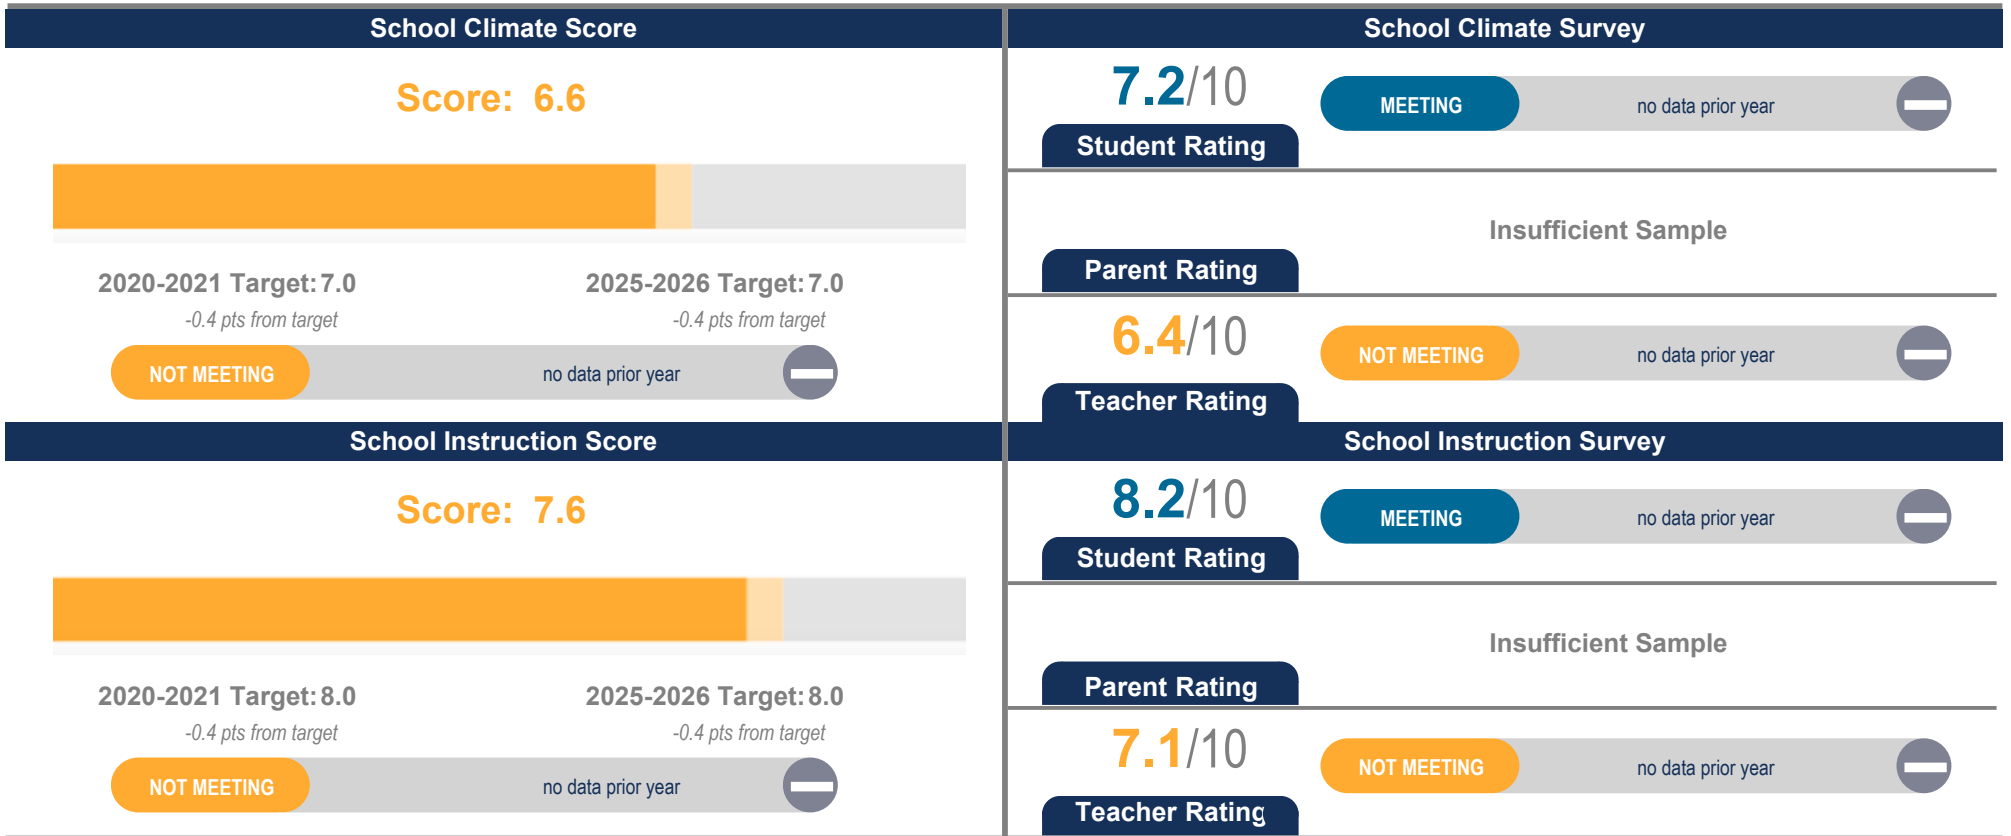 School Climate Score
Score: 6.6
2020-2021 Target: 7.0
-0.4 pts from target
2025-2026 Target: 7.0
-0.4 pts from target
NOT MEETING
no data prior year
School Climate Survey
7.2/10
Student Rating
MEETING
no data prior year
Parent Rating
Insufficient Sample
6.4/10
Teacher Rating
NOT MEETING
no data prior year
School Instruction Score
Score: 7.6
2020-2021 Target: 8.0
-0.4 pts from target
2025-2026 Target: 8.0
-0.4 pts from target
NOT MEETING
no data prior year
School Instruction Survey
8.2/10
Student Rating
MEETING
no data prior year
Parent Rating
Insufficient Sample
7.1/10
Teacher Rating
NOT MEETING
no data prior year